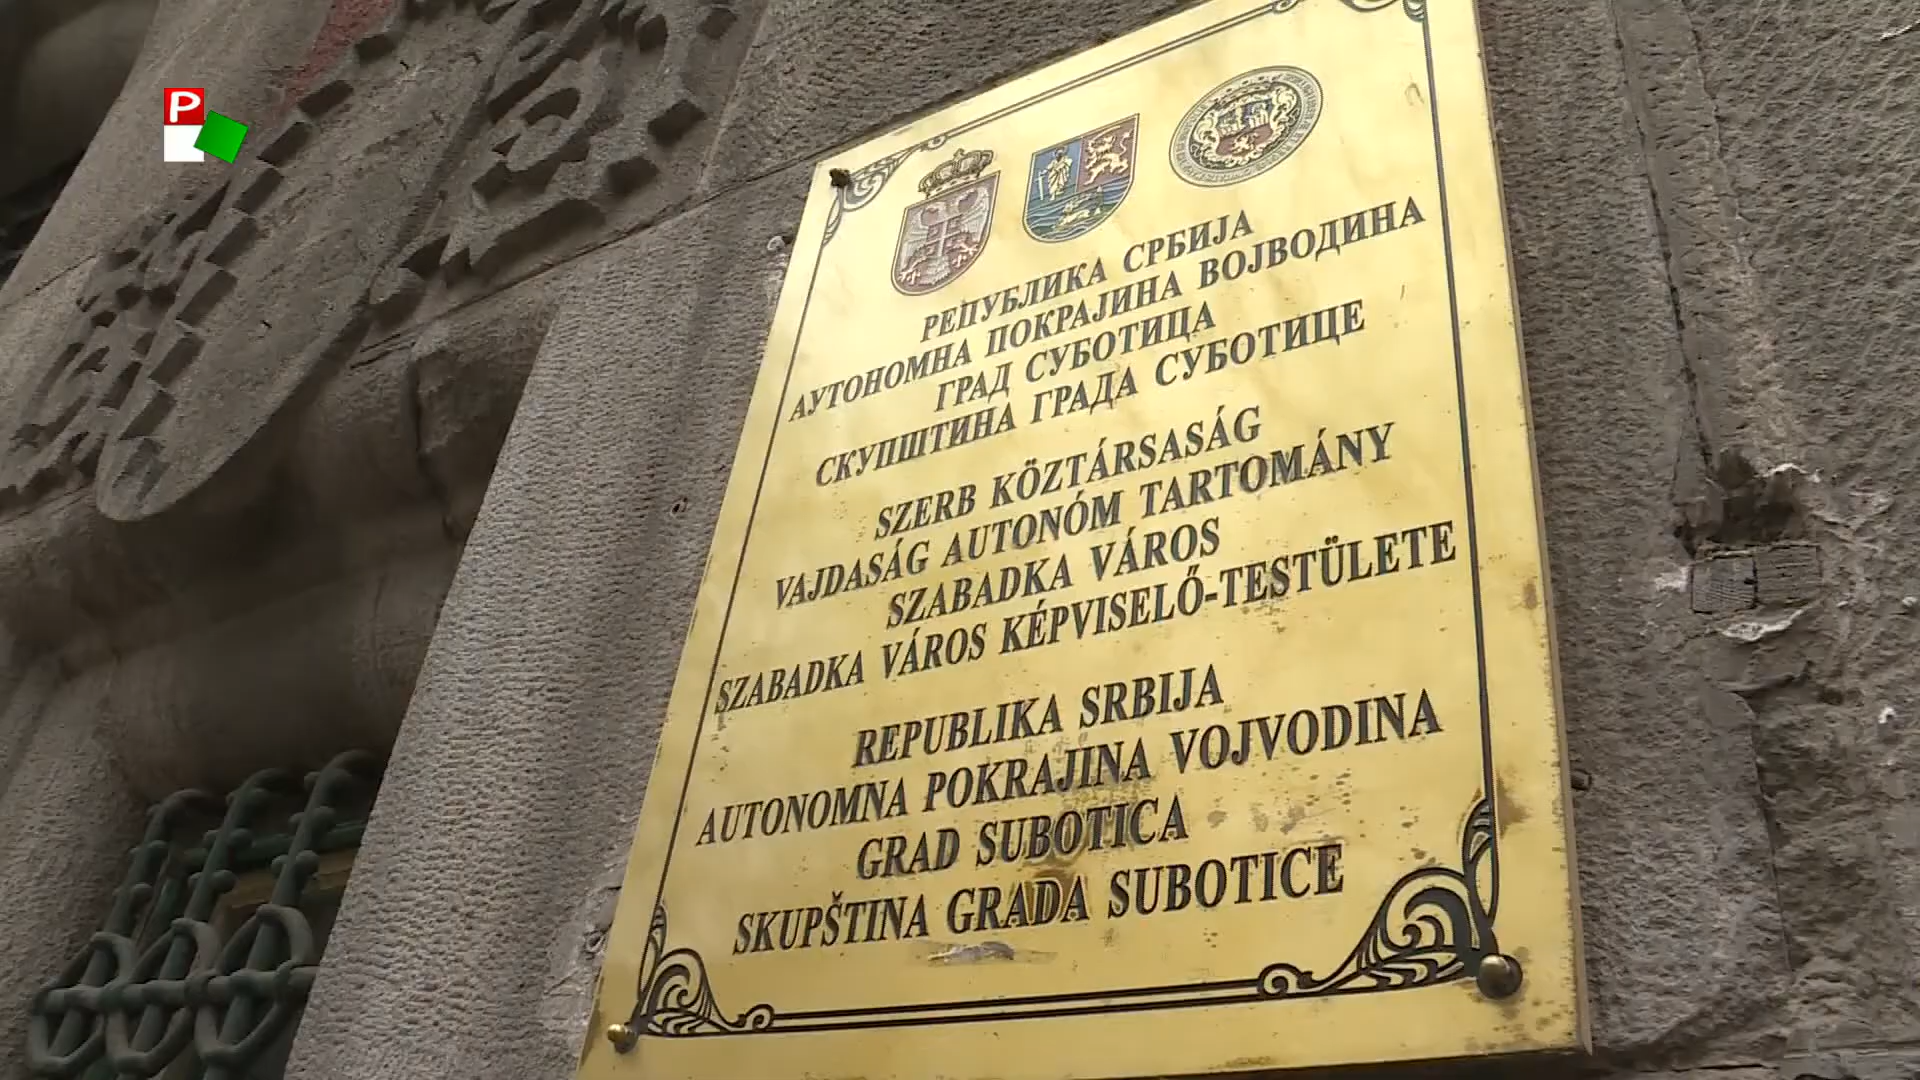 P
РЕПУБЛИКА СРБИЈА
АУТОНОМНА ПОКРАЈИНА ВОЈВОДИНА
ГРАД СУБОТИЦА
СКУПШТИНА ГРАДА СУБОТИЦЕ
SZERB KÖZTÁRSASÁG
VAJDASÁG AUTONÓM TARTOMÁNY
SZABADKA VÁROS
SZABADKA VÁROS KÉPVISELŐ-TESTÜLETE
REPUBLIKA SRBIJA
AUTONOMNA POKRAJINA VOJVODINA
GRAD SUBOTICA
SKUPŠTINA GRADA SUBOTICE